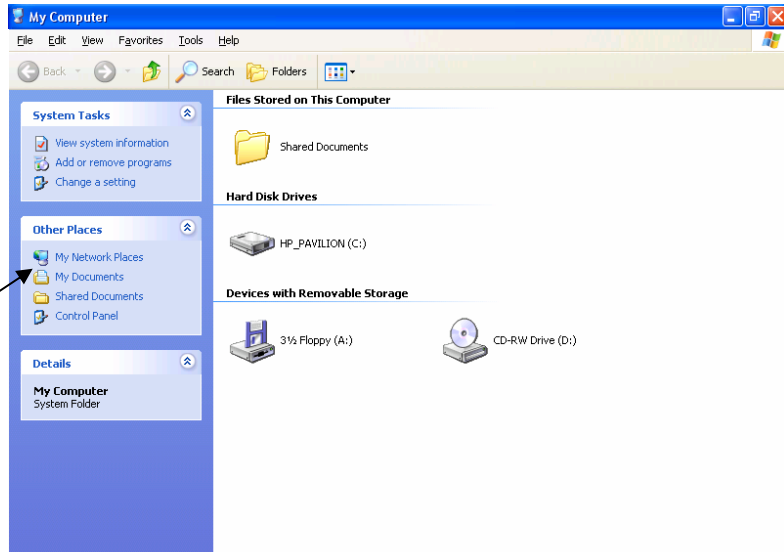 My Computer
File Edit View Favorites Tools Help
Back Search Folders
System Tasks
View system information
Add or remove programs
Change a setting
Other Places
My Network Places
My Documents
Shared Documents
Control Panel
Details
My Computer
System Folder
Files Stored on This Computer
Shared Documents
Hard Disk Drives
HP_PAVILION (C:)
Devices with Removable Storage
3½ Floppy (A:) CD-RW Drive (D:)